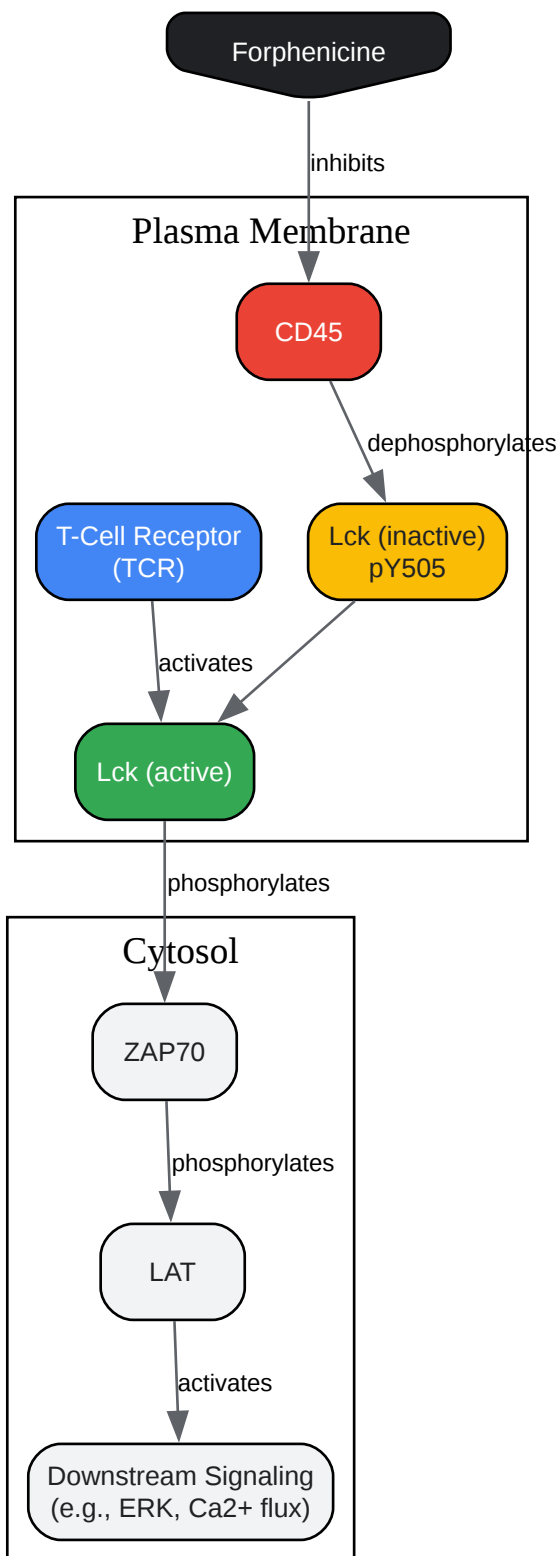 Forphenicine
inhibits
Plasma Membrane
CD45
dephosphorylates
T-Cell Receptor
(TCR)
Lck (inactive)
pY505
activates
Lck (active)
phosphorylates
Cytosol
ZAP70
phosphorylates
LAT
activates
Downstream Signaling
(e.g., ERK, Ca2+ flux)